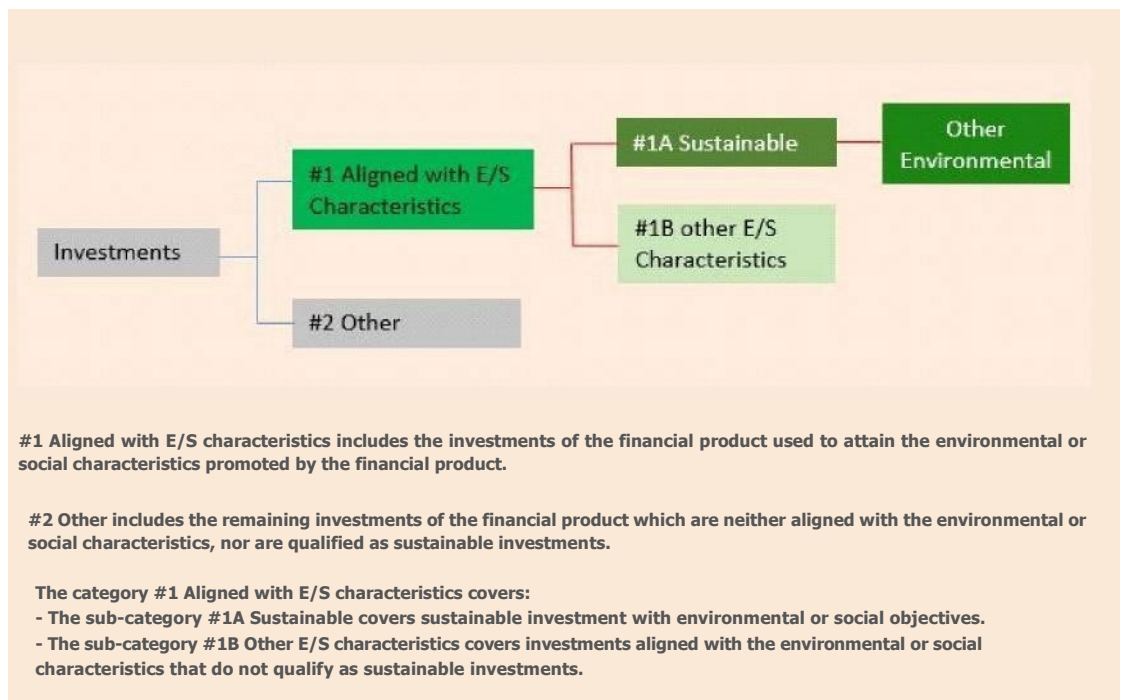 Investments
#1 Aligned with E/S
Characteristics
#2 Other
#1A Sustainable
#1B other E/S
Characteristics
Other
Environmental
#1 Aligned with E/S characteristics includes the investments of the financial product used to attain the environmental or
social characteristics promoted by the financial product.
#2 Other includes the remaining investments of the financial product which are neither aligned with the environmental or
social characteristics, nor are qualified as sustainable investments.
The category #1 Aligned with E/S characteristics covers:
- The sub-category #1A Sustainable covers sustainable investment with environmental or social objectives.
- The sub-category #1B Other E/S characteristics covers investments aligned with the environmental or social
characteristics that do not qualify as sustainable investments.